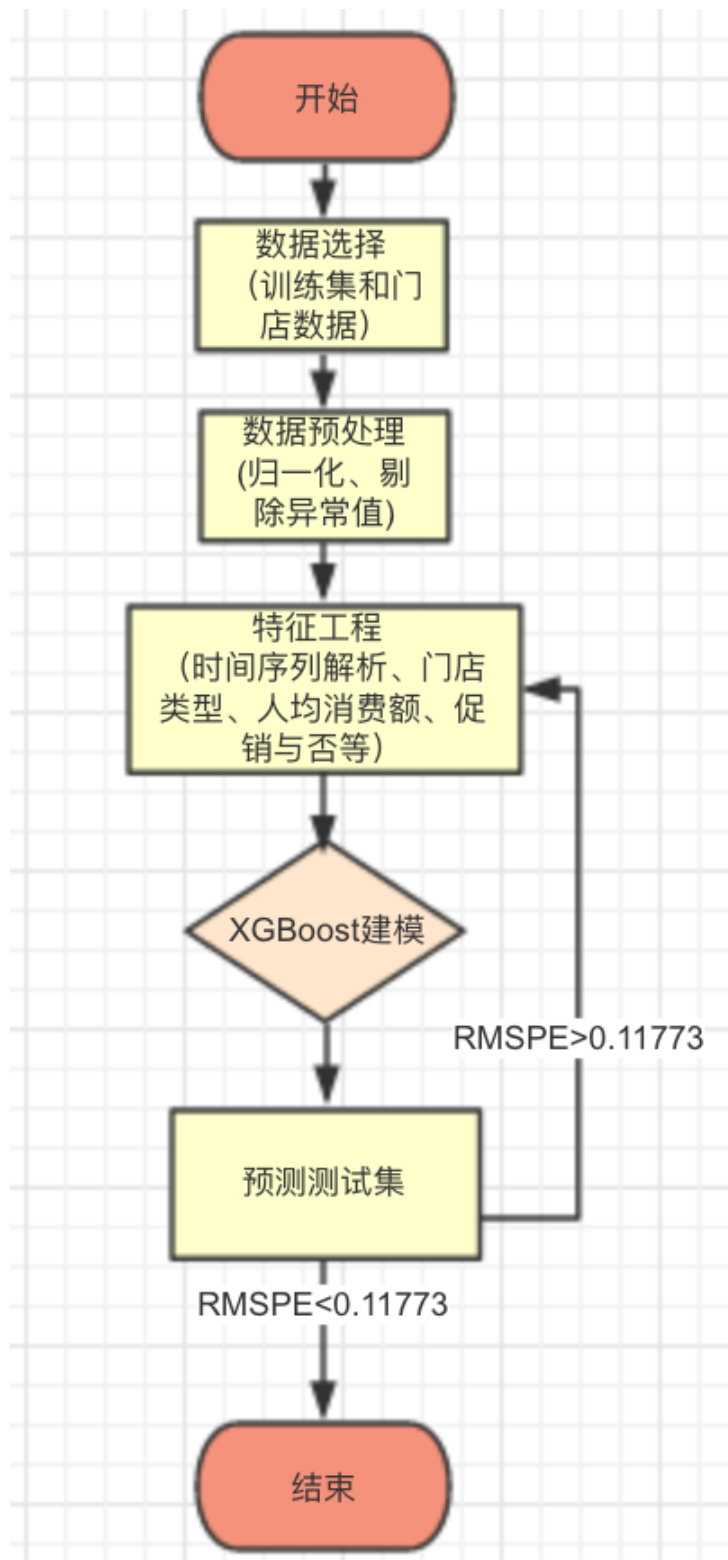 开始
数据选择
（训练集和门
店数据）
数据预处理
(归一化、剔
除异常值)
特征工程
（时间序列解析、门店
类型、人均消费额、促
销与否等）
XGBoost建模
RMSPE>0.11773
预测测试集
RMSPE<0.11773
结束